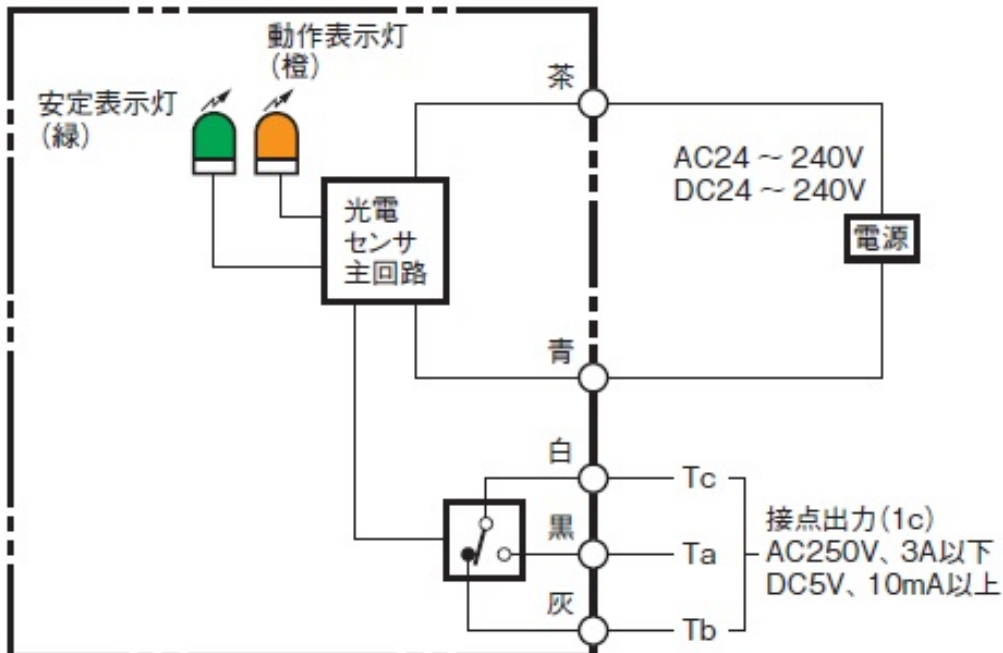 動作表示灯
(橙)
安定表示灯
(緑)
茶
AC24 ~ 240V
DC24 ~ 240V
光電
センサ
主回路
電源
青
白
Tc
黒
Ta
接点出力(1c)
AC250V、3A以下
DC5V、10mA以上
灰
Tb